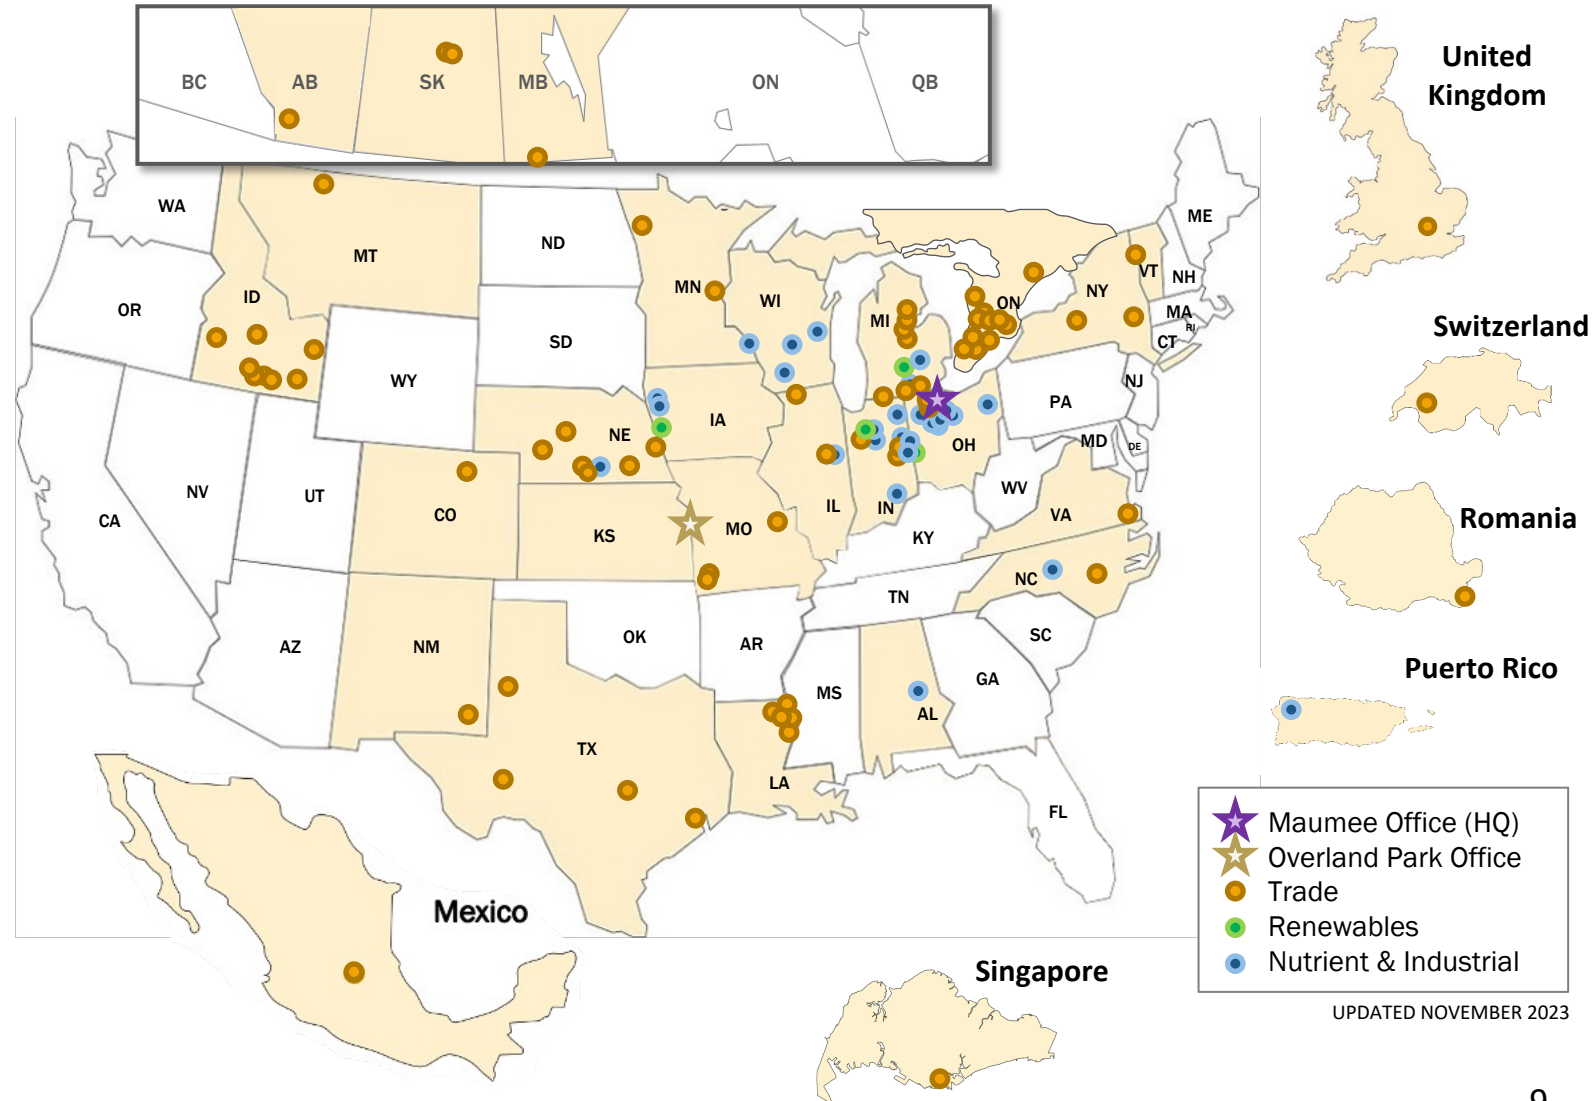 BC
AB
SK
MB
ON
QB
United
Kingdom
WA
MT
ND
MN
ID
OR
WY
SD
WI
MI
ON
NY
VT
NH
ME
MA
RI
CT
Switzerland
NV
UT
CA
NE
IA
CO
KS
MO
IL
IN
OH
PA
NJ
MD
DE
WV
VA
KY
Romania
AZ
NM
OK
AR
TN
NC
SC
MS
AL
GA
Puerto Rico
TX
LA
FL
Mexico
Maumee Office (HQ)
Overland Park Office
Trade
Renewables
Nutrient & Industrial
Singapore
UPDATED NOVEMBER 2023
9